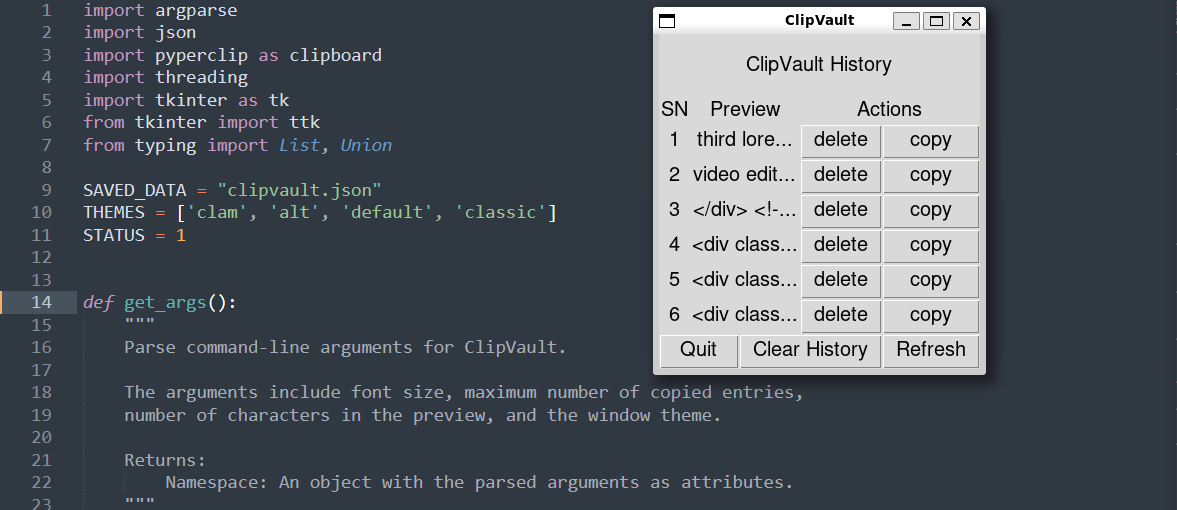 1 import argparse
2 import json
3 import pyperclip as clipboard
4 import threading
5 import tkinter as tk
6 from tkinter import ttk
7 from typing import List, Union
8
9 SAVED_DATA = "clipvault.json"
10 THEMES = ['clam', 'alt', 'default', 'classic']
11 STATUS = 1
12
13
14 def get_args():
15 """
16 Parse command-line arguments for ClipVault.
17
18 The arguments include font size, maximum number of copied entries,
19 number of characters in the preview, and the window theme.
20
21 Returns:
22 Namespace: An object with the parsed arguments as attributes.
23 """
ClipVault
ClipVault History
SN Preview Actions
1 third lore... delete copy
2 video edit... delete copy
3 </div> <!-... delete copy
4 <div class... delete copy
5 <div class... delete copy
6 <div class... delete copy
Quit Clear History Refresh